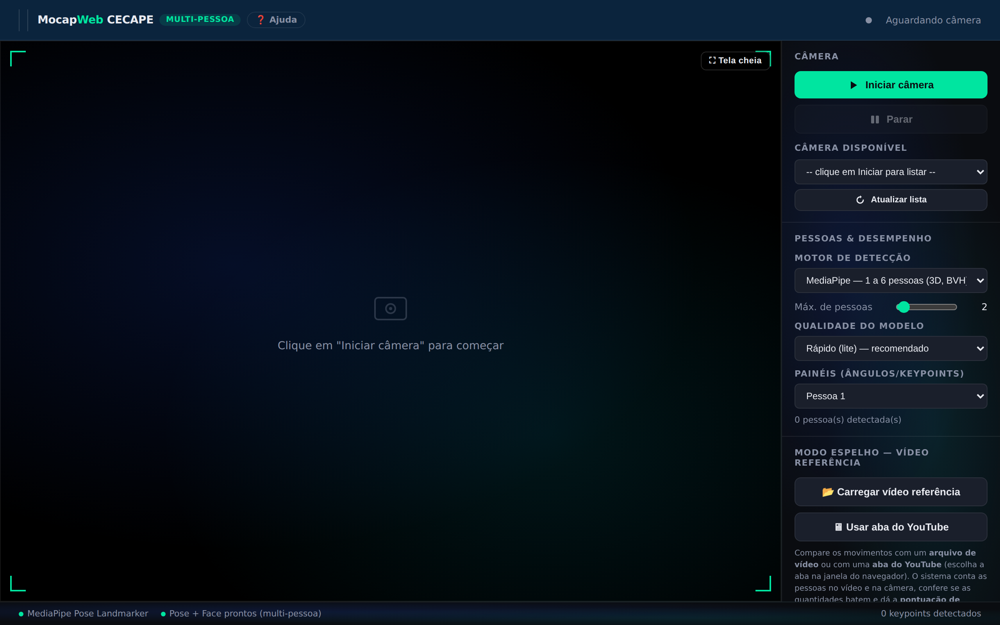 MocapWeb CECAPE MULTI-PESSOA ❓ Ajuda
Aguardando câmera
Tela cheia
Clique em "Iniciar câmera" para começar
CÂMERA
Iniciar câmera
Parar
CÂMERA DISPONÍVEL
-- clique em Iniciar para listar --
Atualizar lista
PESSOAS & DESEMPENHO
MOTOR DE DETECÇÃO
MediaPipe — 1 a 6 pessoas (3D, BVH)
Máx. de pessoas 2
QUALIDADE DO MODELO
Rápido (lite) — recomendado
PAINÉIS (ÂNGULOS/KEYPOINTS)
Pessoa 1
0 pessoa(s) detectada(s)
MODO ESPELHO — VÍDEO
REFERÊNCIA
📂 Carregar vídeo referência
🖥 Usar aba do YouTube
Compare os movimentos com um arquivo de
vídeo ou com uma aba do YouTube (escolha a
aba na janela do navegador). O sistema conta as
pessoas no vídeo e na câmera, confere se as
quantidades batem e dá a pontuação de
MediaPipe Pose Landmarker
Pose + Face prontos (multi-pessoa)
0 keypoints detectados